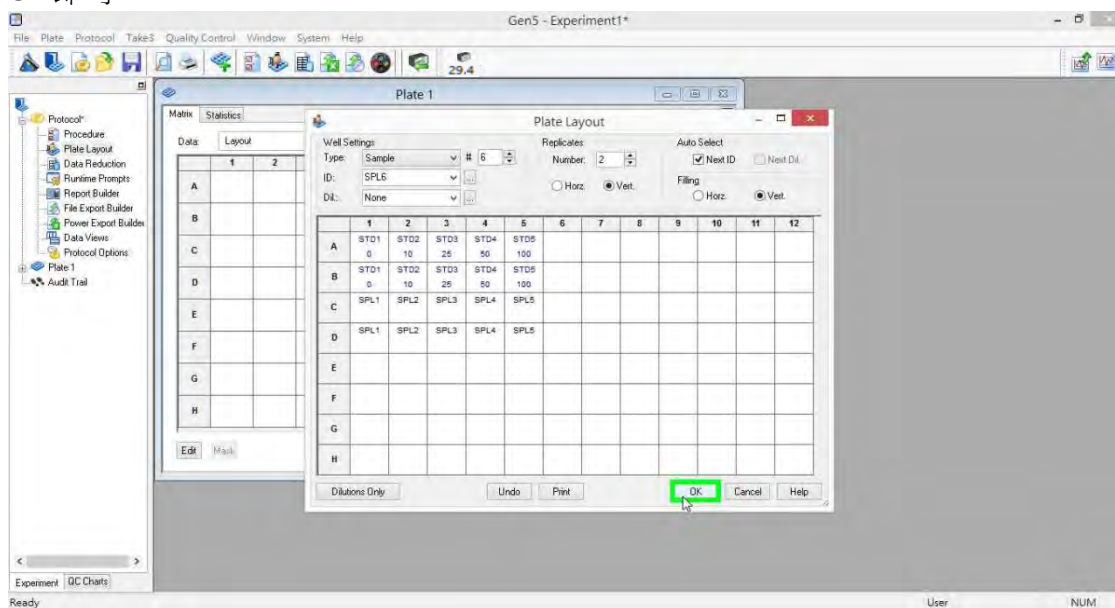 Gen5 - Experiment1*
File Plate Protocol Take3 Quality Control Window System Help
29.4
Protocol*
Procedure
Plate Layout
Data Reduction
Runtime Prompts
Report Builder
File Export Builder
Power Export Builder
Data Views
Protocol Options
Plate 1
Audit Trail
Experiment QC Charts
Plate 1
Matrix Statistics
Data: Layout
1 2
A
B
C
D
E
F
G
H
Edit Mask
Plate Layout
Well Settings
Type: Sample # 6
ID: SPL6 ...
Dil.: None ...
Replicates:
Number: 2
Horz. Vert.
Auto Select
Next ID Next Dil.
Filling
Horz. Vert.
1 2 3 4 5 6 7 8 9 10 11 12
A STD1 STD2 STD3 STD4 STD5
0 10 25 50 100
B STD1 STD2 STD3 STD4 STD5
0 10 25 50 100
C SPL1 SPL2 SPL3 SPL4 SPL5
D SPL1 SPL2 SPL3 SPL4 SPL5
E
F
G
H
Dilutions Only Undo Print OK Cancel Help
Ready User NUM